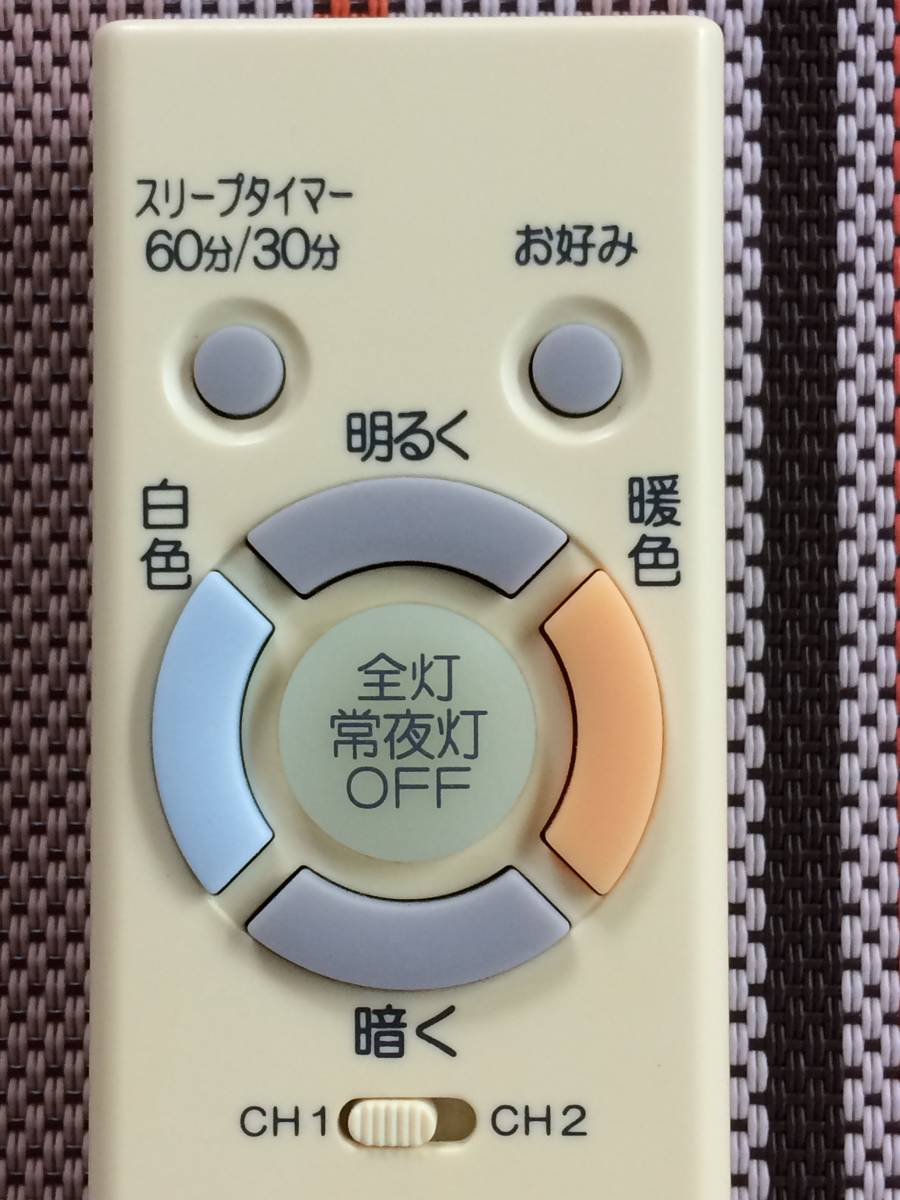 スリープタイマー
60分/30分
お好み
明るく
白色
暖色
全灯
常夜灯
OFF
暗く
CH1
CH2